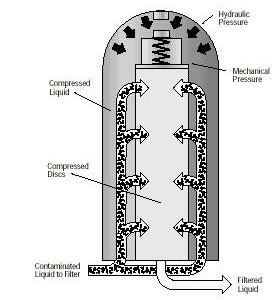 Hydraulic
Pressure
Mechanical
Pressure
Compressed
Liquid
Compressed
Discs
Contaminated
Liquid to Filter
Filtered
Liquid